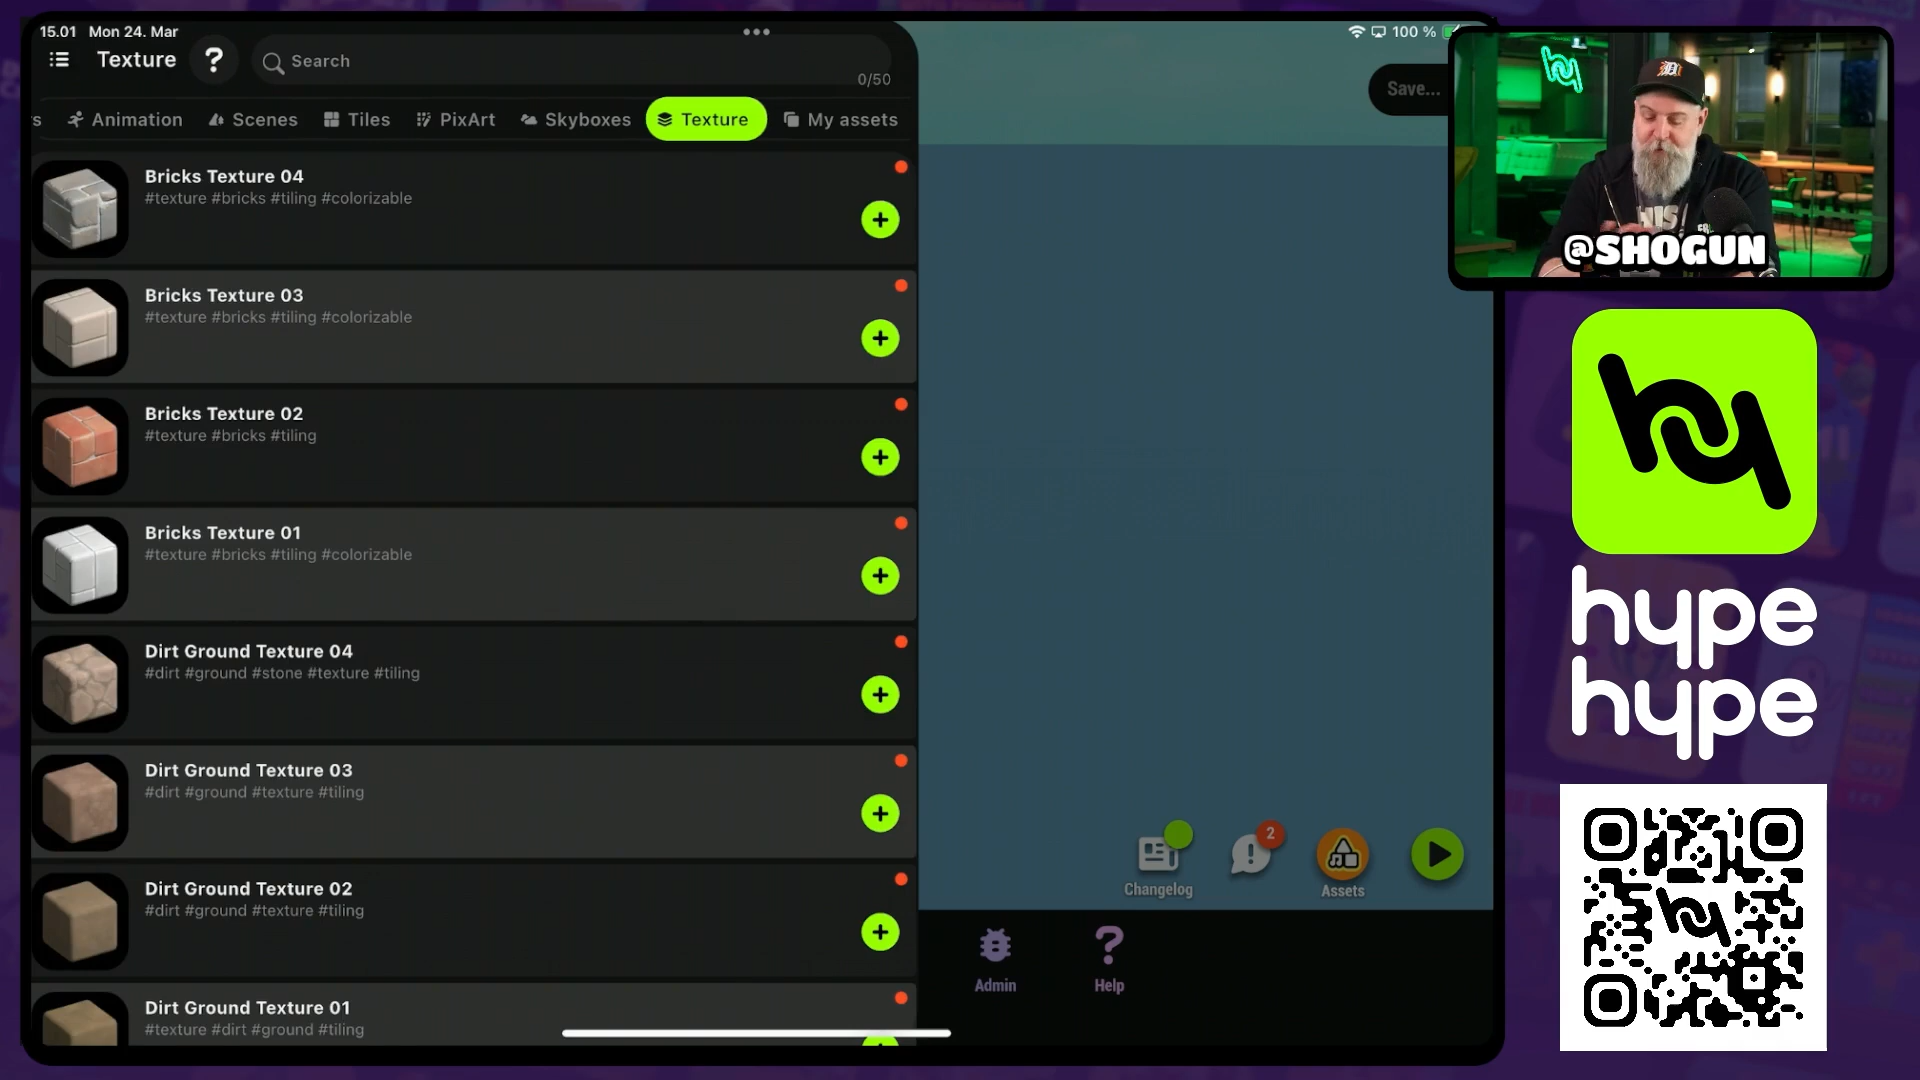 15.01 Mon 24. Mar
100 %
Texture
?
Search
0/50
Save...
s
Animation
Scenes
Tiles
PixArt
Skyboxes
Texture
My assets
Bricks Texture 04
#texture #bricks #tiling #colorizable
Bricks Texture 03
#texture #bricks #tiling #colorizable
Bricks Texture 02
#texture #bricks #tiling
Bricks Texture 01
#texture #bricks #tiling #colorizable
Dirt Ground Texture 04
#dirt #ground #stone #texture #tiling
Dirt Ground Texture 03
#dirt #ground #texture #tiling
Dirt Ground Texture 02
#dirt #ground #texture #tiling
Dirt Ground Texture 01
#texture #dirt #ground #tiling
2
Changelog
Assets
Admin
Help
@SHOGUN
hype
hype